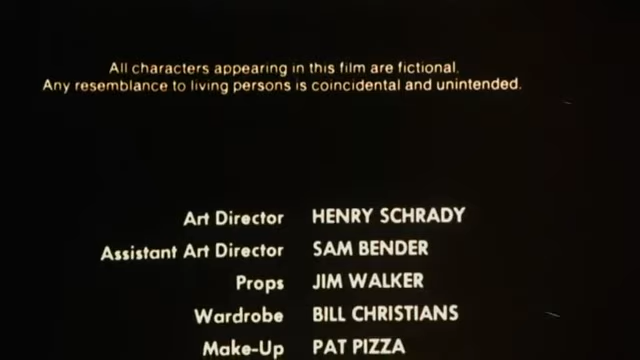 All characters appearing in this film are fictional.
Any resemblance to living persons is coincidental and unintended.
Art Director HENRY SCHRADY
Assistant Art Director SAM BENDER
Props JIM WALKER
Wardrobe BILL CHRISTIANS
Make-Up PAT PIZZA